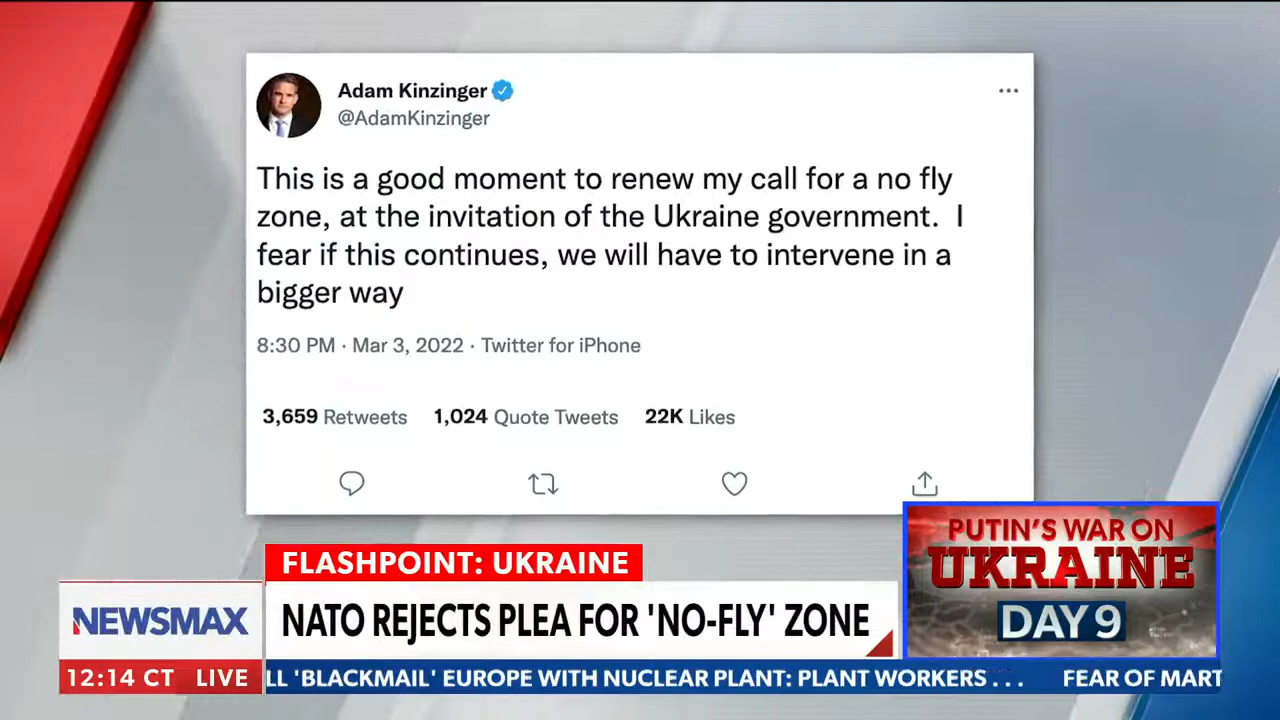 Adam Kinzinger
@AdamKinzinger
This is a good moment to renew my call for a no fly
zone, at the invitation of the Ukraine government.  I
fear if this continues, we will have to intervene in a
bigger way
8:30 PM · Mar 3, 2022 · Twitter for iPhone
3,659 Retweets 1,024 Quote Tweets 22K Likes
PUTIN'S WAR ON
UKRAINE
DAY 9
FLASHPOINT: UKRAINE
NEWSMAX
NATO REJECTS PLEA FOR 'NO-FLY' ZONE
12:14 CT LIVE
LL 'BLACKMAIL' EUROPE WITH NUCLEAR PLANT: PLANT WORKERS . . . FEAR OF MART